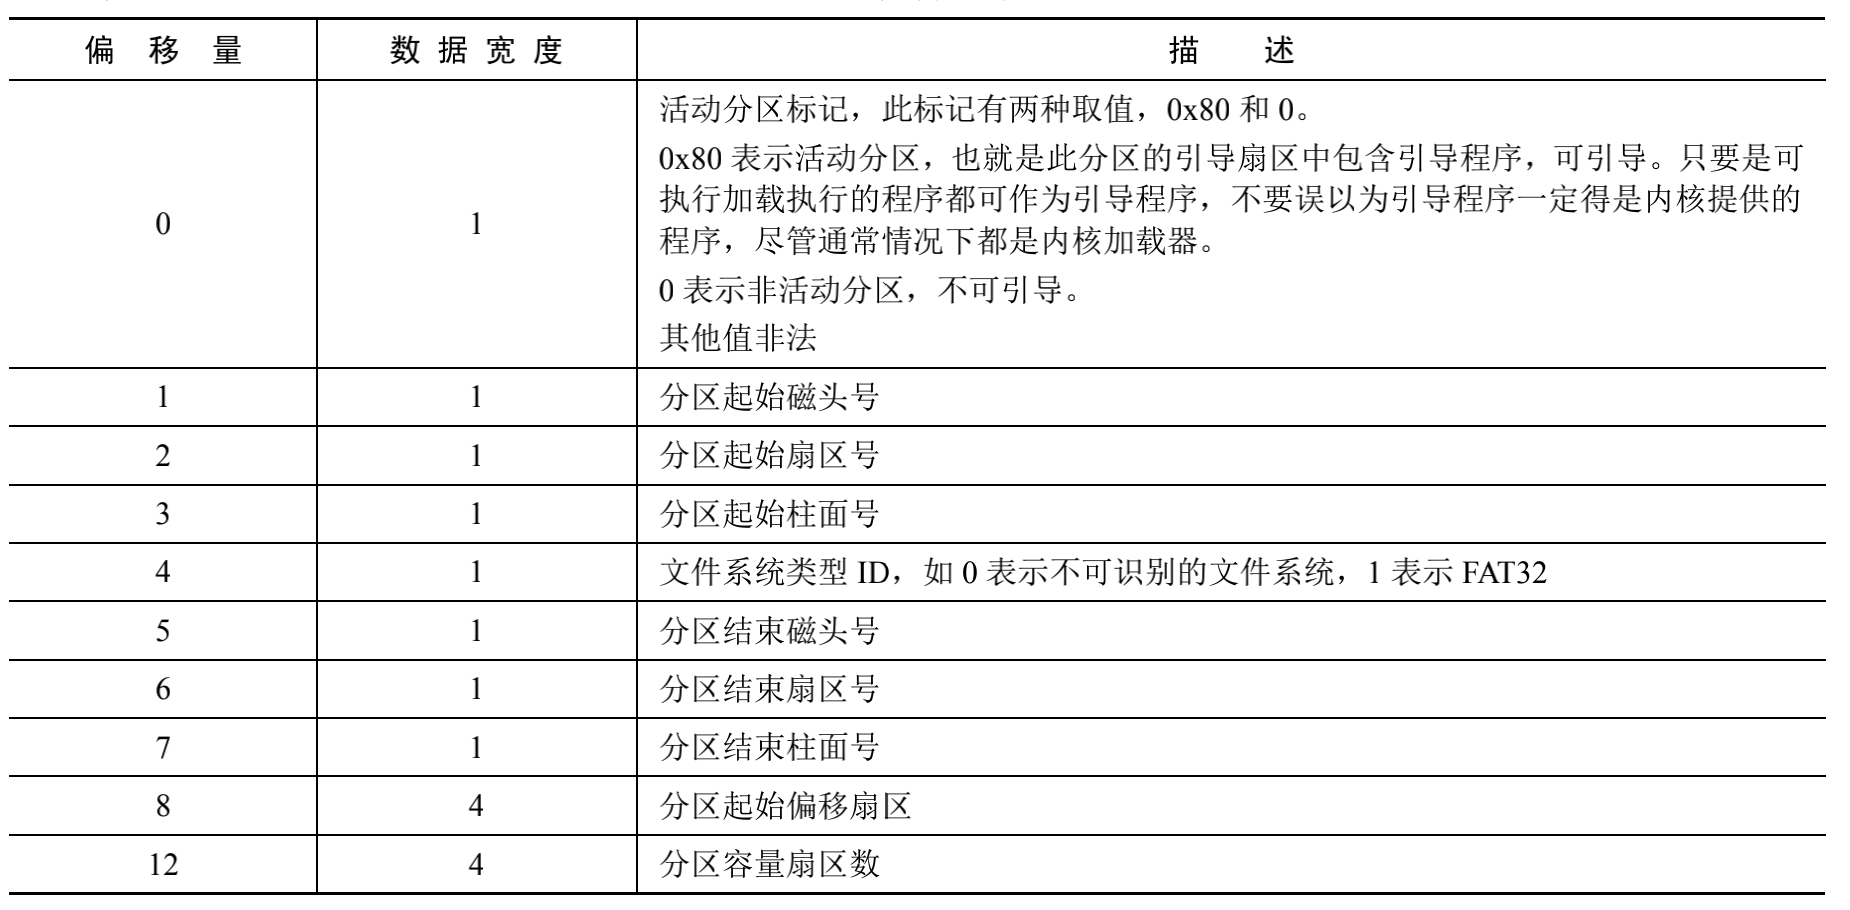 偏 移 量 数 据 宽 度 描 述
活动分区标记，此标记有两种取值，0x80 和 0。
0x80 表示活动分区，也就是此分区的引导扇区中包含引导程序，可引导。只要是可
执行加载执行的程序都可作为引导程序，不要误以为引导程序一定得是内核提供的
0 1
程序，尽管通常情况下都是内核加载器。
0 表示非活动分区，不可引导。
其他值非法
1 1 分区起始磁头号
2 1 分区起始扇区号
3 1 分区起始柱面号
4 1 文件系统类型 ID，如 0 表示不可识别的文件系统，1 表示 FAT32
5 1 分区结束磁头号
6 1 分区结束扇区号
7 1 分区结束柱面号
8 4 分区起始偏移扇区
12 4 分区容量扇区数